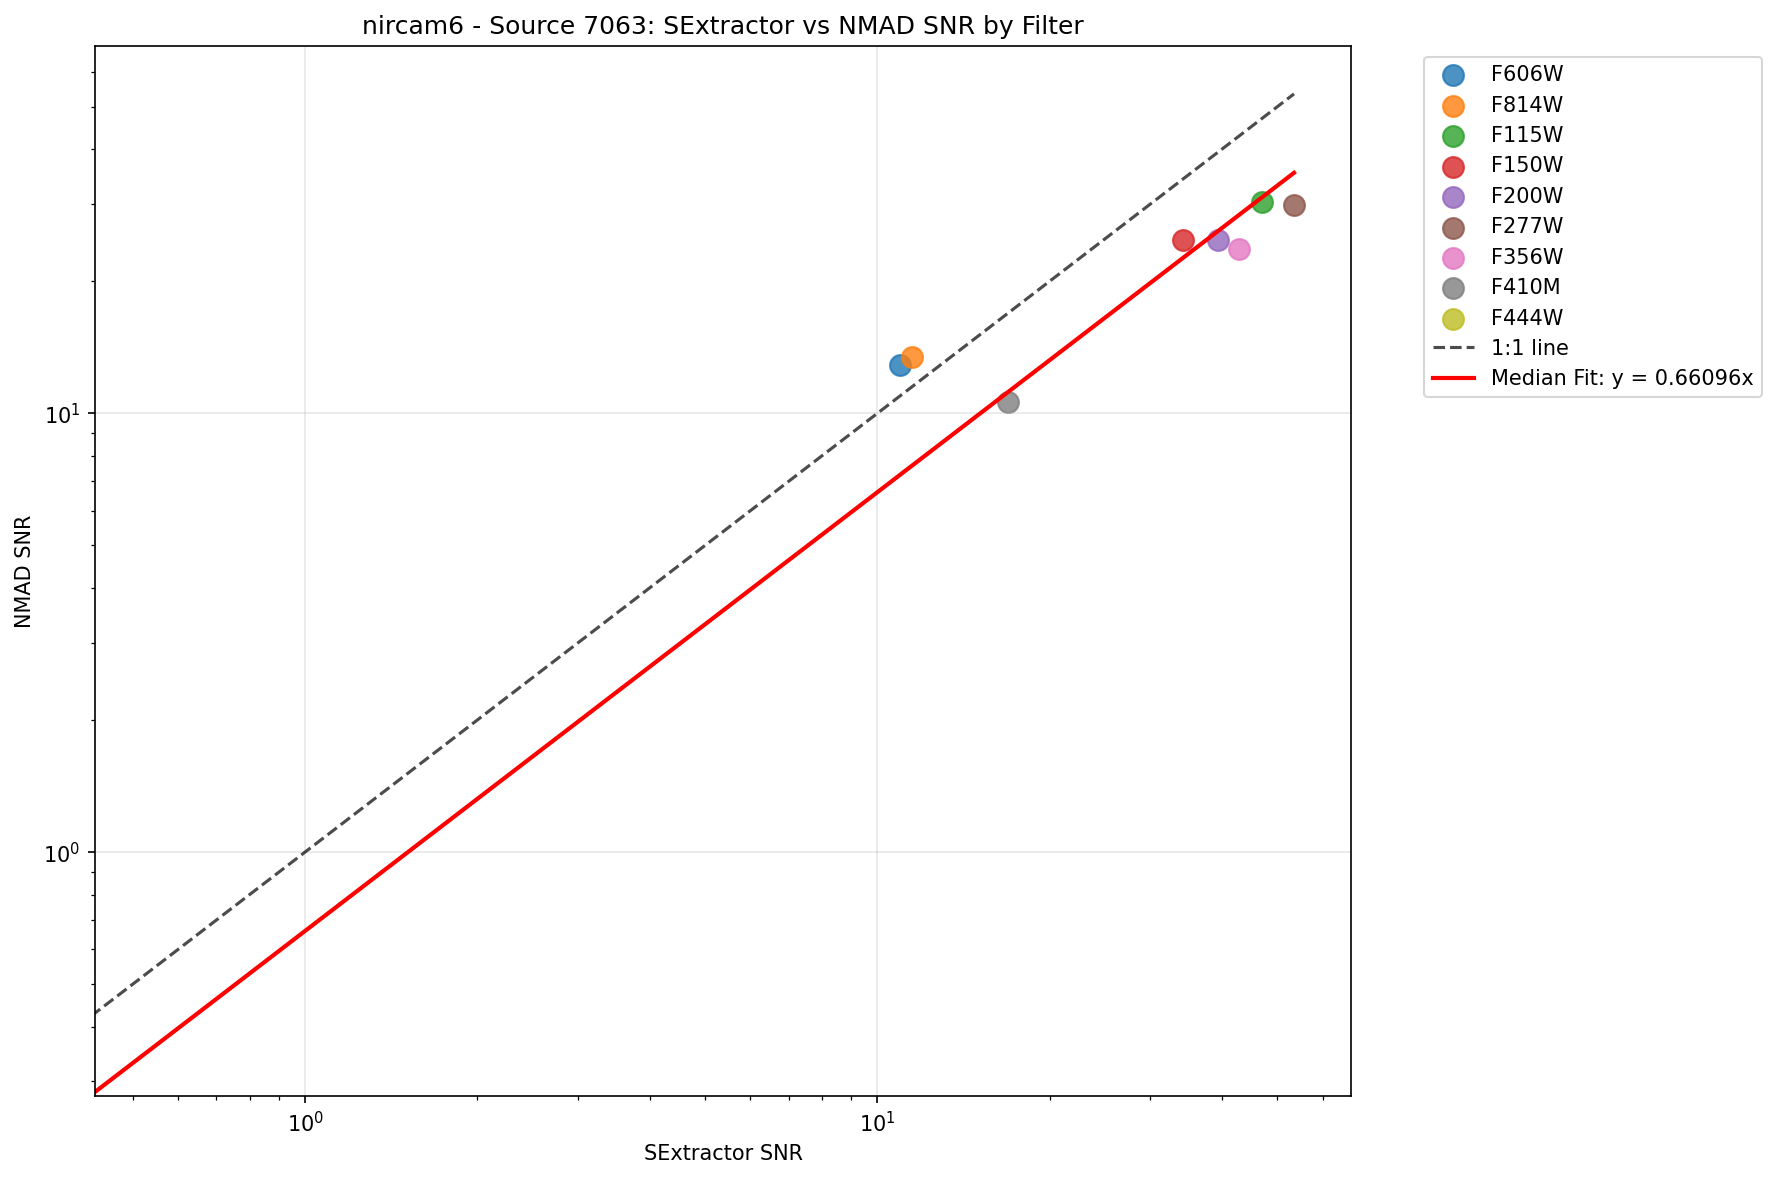 nircam6 - Source 7063: SExtractor vs NMAD SNR by Filter
F606W
F814W
F115W
F150W
F200W
F277W
F356W
F410M
F444W
1:1 line
Median Fit: y = 0.66096x
NMAD SNR
10¹
10⁰
10⁰
10¹
SExtractor SNR